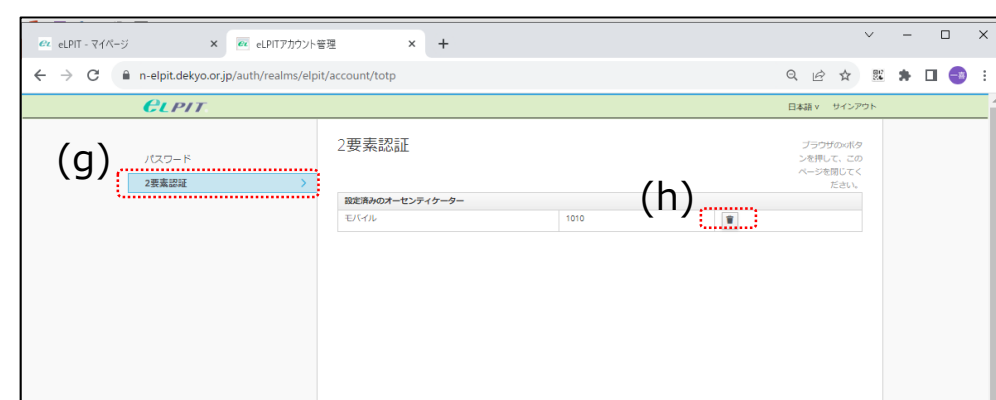 eLPIT - マイページ
eLPITアカウント管理
n-elpit.dekyo.or.jp/auth/realms/elpit/account/totp
一喜
eLPIT
日本語
サインアウト
(g)
パスワード
2要素認証
2要素認証
ブラウザの×ボタ
ンを押して、この
ページを閉じてく
ださい。
(h)
設定済みのオーセンティケーター
モバイル
1010